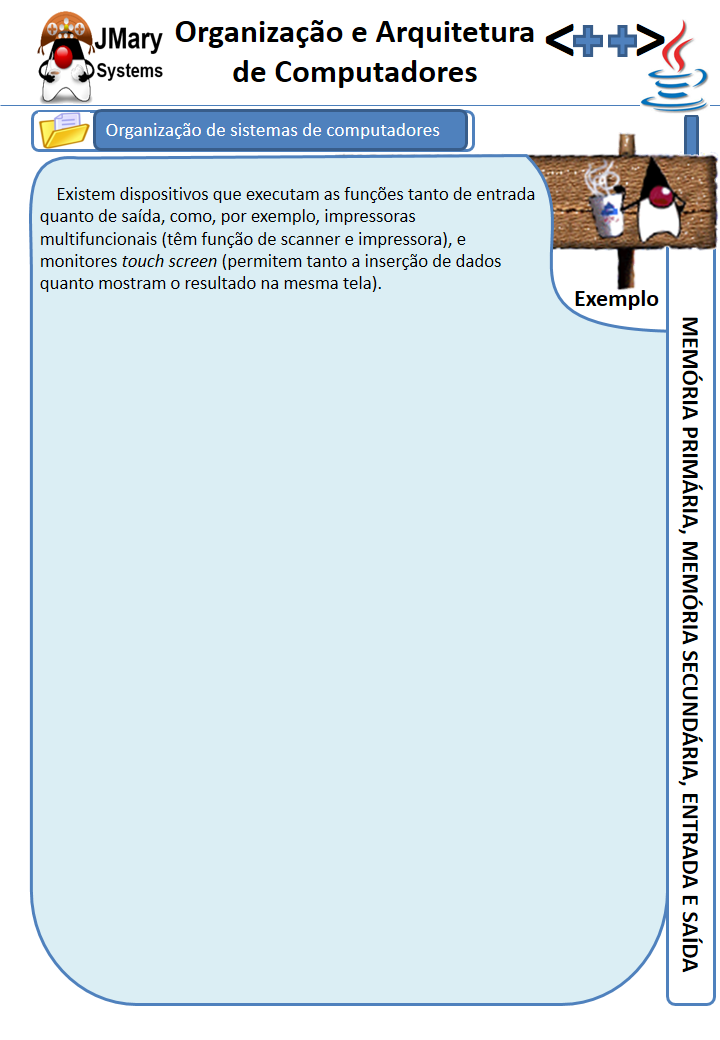 JMary
Systems
Organização e Arquitetura
de Computadores
<++>
Organização de sistemas de computadores
Existem dispositivos que executam as funções tanto de entrada
quanto de saída, como, por exemplo, impressoras
multifuncionais (têm função de scanner e impressora), e
monitores touch screen (permitem tanto a inserção de dados
quanto mostram o resultado na mesma tela).
Exemplo
MEMÓRIA PRIMÁRIA, MEMÓRIA SECUNDÁRIA, ENTRADA E SAÍDA